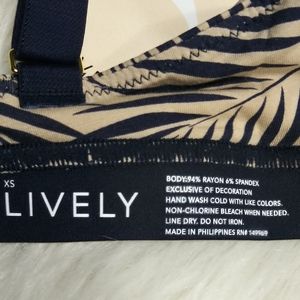 XS
LIVELY
BODY:94% RAYON 6% SPANDEX
EXCLUSIVE OF DECORATION
HAND WASH COLD WITH LIKE COLORS.
NON-CHLORINE BLEACH WHEN NEEDED.
LINE DRY. DO NOT IRON.
MADE IN PHILIPPINES RN# 149969